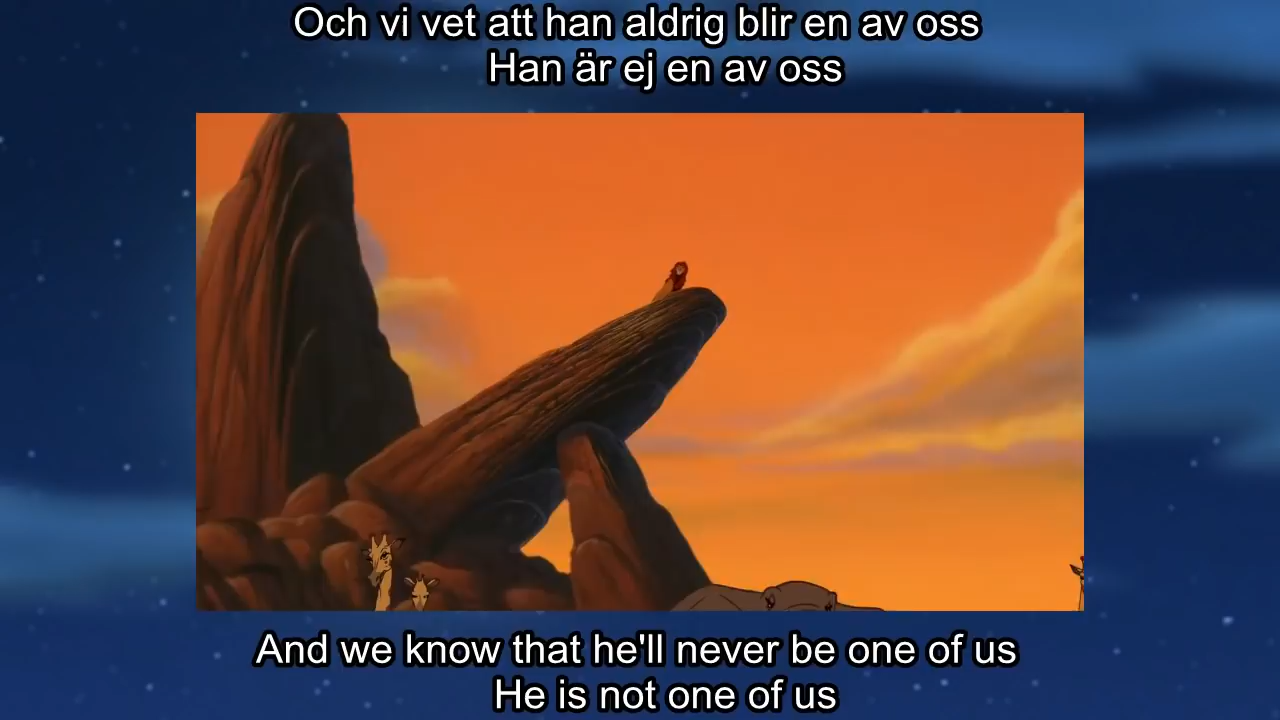 Och vi vet att han aldrig blir en av oss
Han är ej en av oss
And we know that he'll never be one of us
He is not one of us